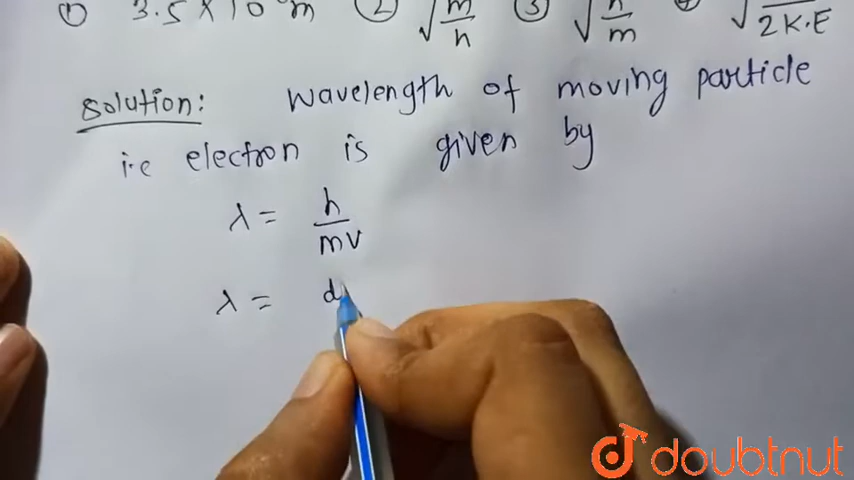 ① 3.5 × 10 m ② √m/h ③ √h/m ④ √ /2K.E
solution: wavelength of moving particle
i.e electron is given by
λ = h/mv
λ = d
doubtnut